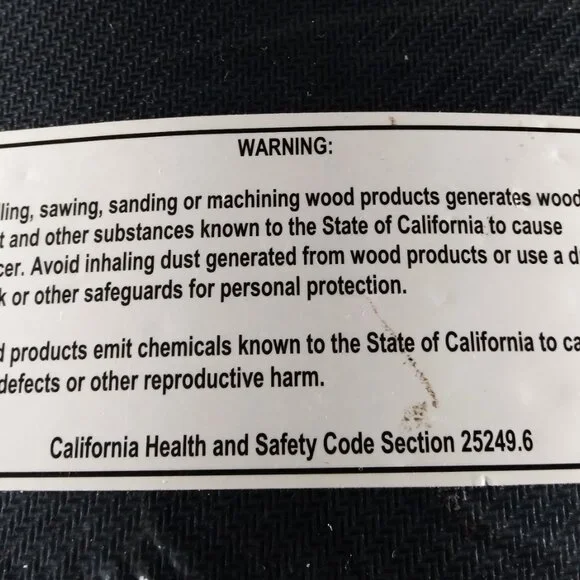 WARNING:
lling, sawing, sanding or machining wood products generates wood
t and other substances known to the State of California to cause
cer. Avoid inhaling dust generated from wood products or use a d
k or other safeguards for personal protection.
d products emit chemicals known to the State of California to ca
defects or other reproductive harm.
California Health and Safety Code Section 25249.6